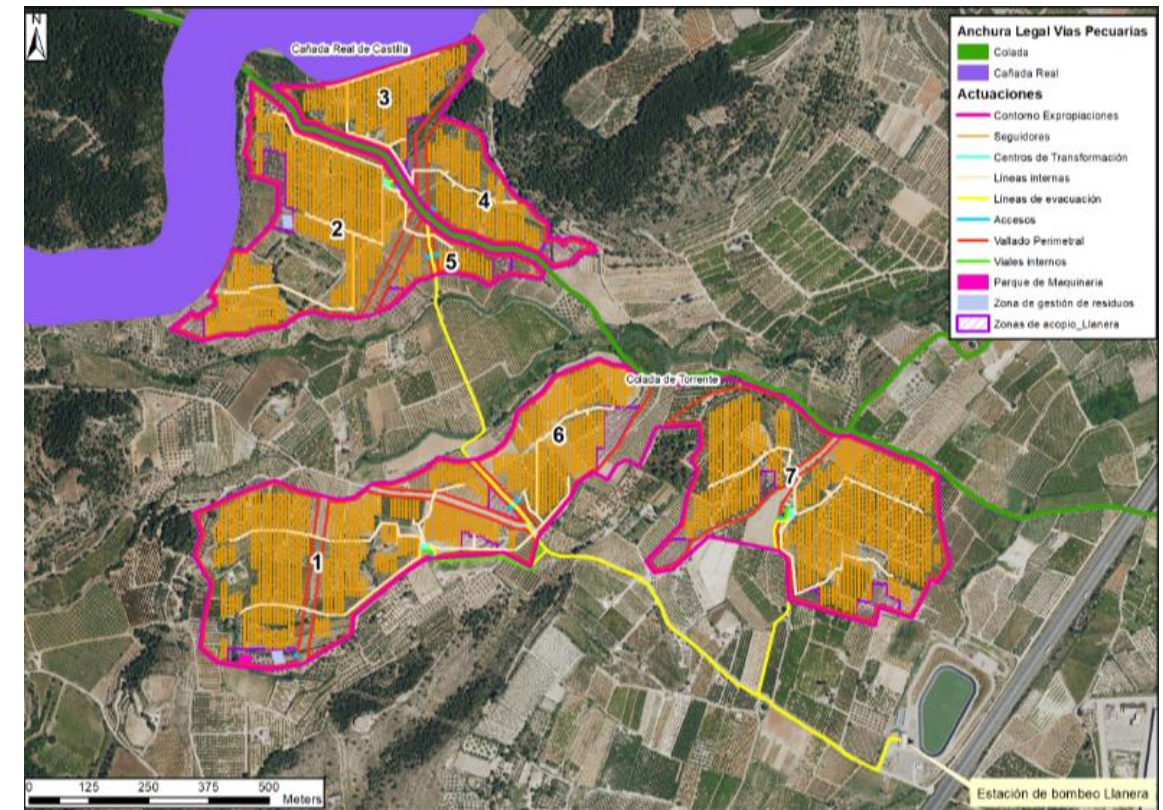 N
Cañada Real de Castilla
Anchura Legal Vias Pecuarias
Colada
Cañada Real
Actuaciones
Contorno Expropiaciones
Seguidores
Centros de Transformación
Lineas internas
Lineas de evacuación
Accesos
Vallado Perimetral
Viales internos
Parque de Maquinaria
Zona de gestión de residuos
Zonas de acopio_Llanera
3
4
2
5
Colada de Torrente
6
7
1
0 125 250 375 500
Meters
Estación de bombeo Llanera